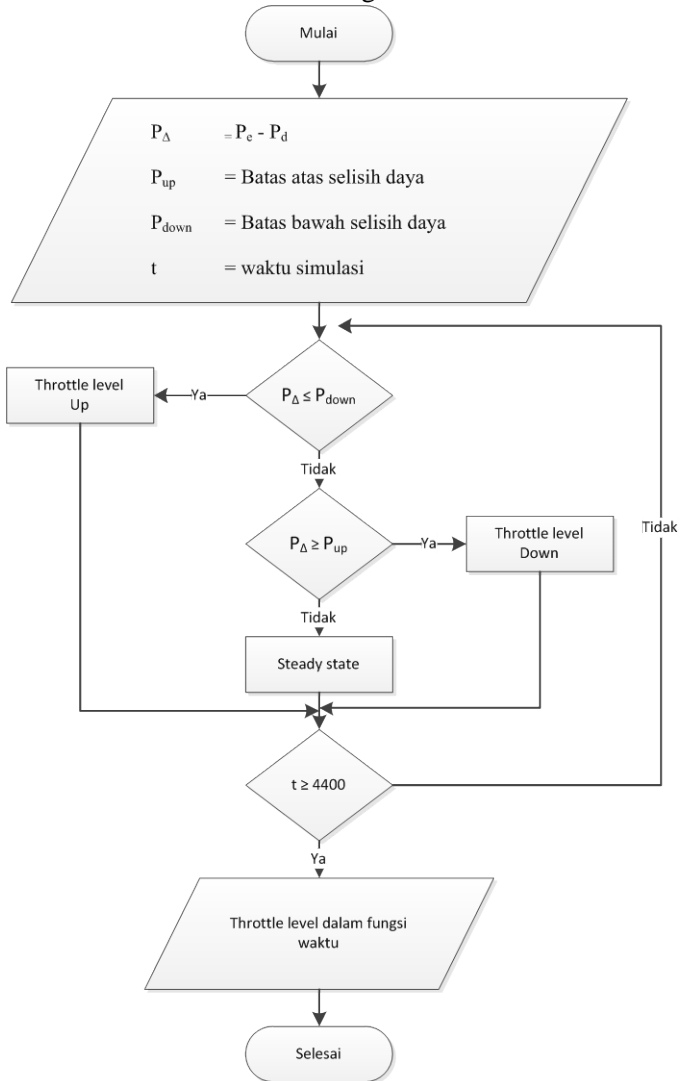 Mulai
P_Δ = P_e - P_d
P_up = Batas atas selisih daya
P_down = Batas bawah selisih daya
t = waktu simulasi
P_Δ ≤ P_down
Ya
Throttle level
Up
Tidak
P_Δ ≥ P_up
Ya
Throttle level
Down
Tidak
Tidak
Steady state
t ≥ 4400
Ya
Throttle level dalam fungsi
waktu
Selesai